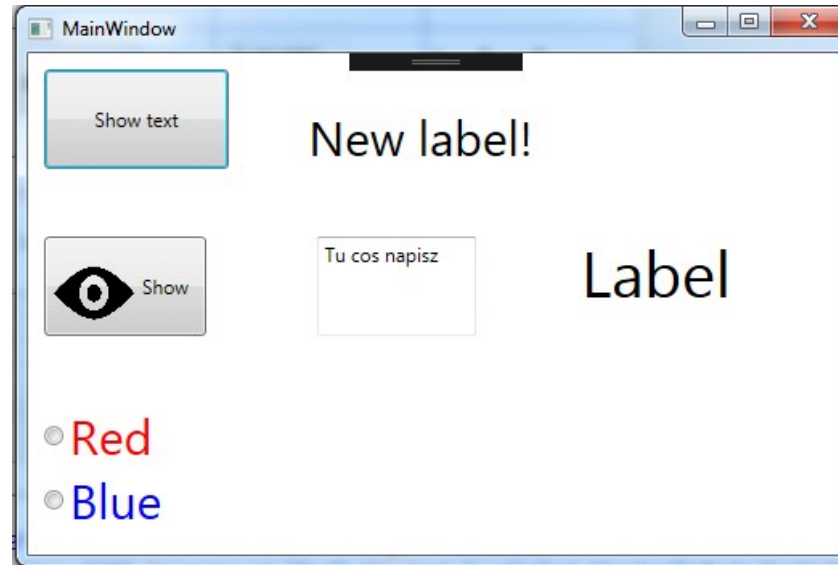 MainWindow
Show text
New label!
Show
Tu cos napisz
Label
Red
Blue